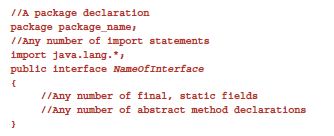 //A package declaration
package package_name;
//Any number of import statements
import java.lang.*;
public interface NameOfInterface
{
//Any number of final, static fields
//Any number of abstract method declarations
}